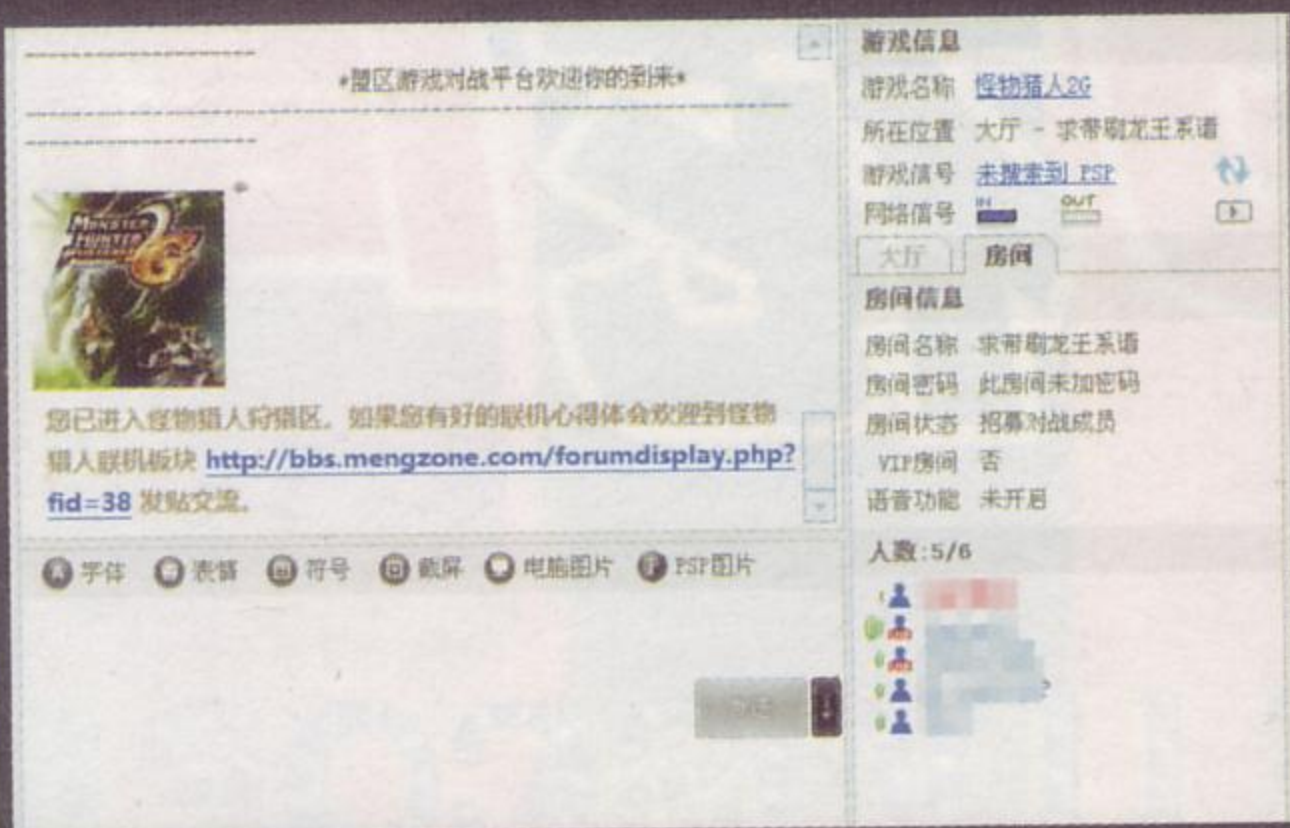 *盟区游戏对战平台欢迎你的到来*
MONSTER
HUNTER
2G
您已进入怪物猎人狩猎区，如果您有好的联机心得体会欢迎到怪物
猎人联机板块 http://bbs.mengzone.com/forumdisplay.php?
fid=38 发贴交流。
字体 表情 符号 截屏 电脑图片 PSP图片
游戏信息
游戏名称 怪物猎人2G
所在位置 大厅 - 求带刷龙王系谱
游戏信号 未搜索到 PSP
网络信号 IN OUT
大厅 房间
房间信息
房间名称 求带刷龙王系谱
房间密码 此房间未加密码
房间状态 招募对战成员
VIP房间 否
语音功能 未开启
人数:5/6